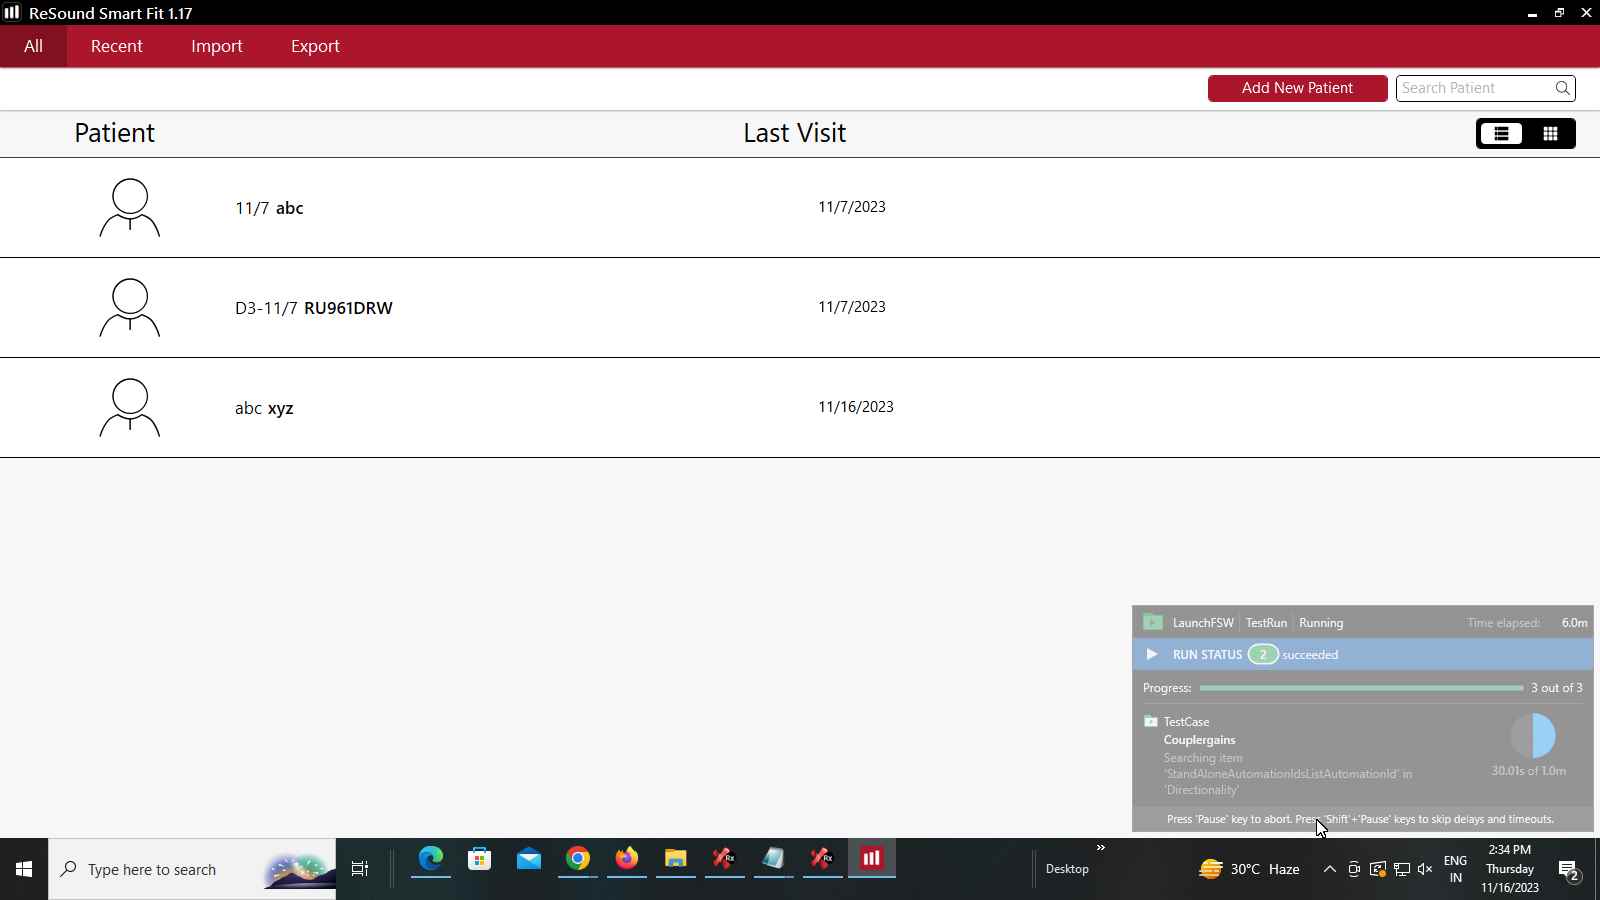 ReSound Smart Fit 1.17
All Recent Import Export
Add New Patient Search Patient
Patient Last Visit
11/7 abc 11/7/2023
D3-11/7 RU961DRW 11/7/2023
abc xyz 11/16/2023
LaunchFSW TestRun Running Time elapsed: 6.0m
RUN STATUS 2 succeeded
Progress: 3 out of 3
TestCase
Couplergains
Searching item
'StandAloneAutomationIdsListAutomationId' in
'Directionality'
30.01s of 1.0m
Press 'Pause' key to abort. Press 'Shift'+'Pause' keys to skip delays and timeouts.
Type here to search
Rx
Rx
Desktop
»
30°C Haze
ENG
IN
2:34 PM
Thursday
11/16/2023
2